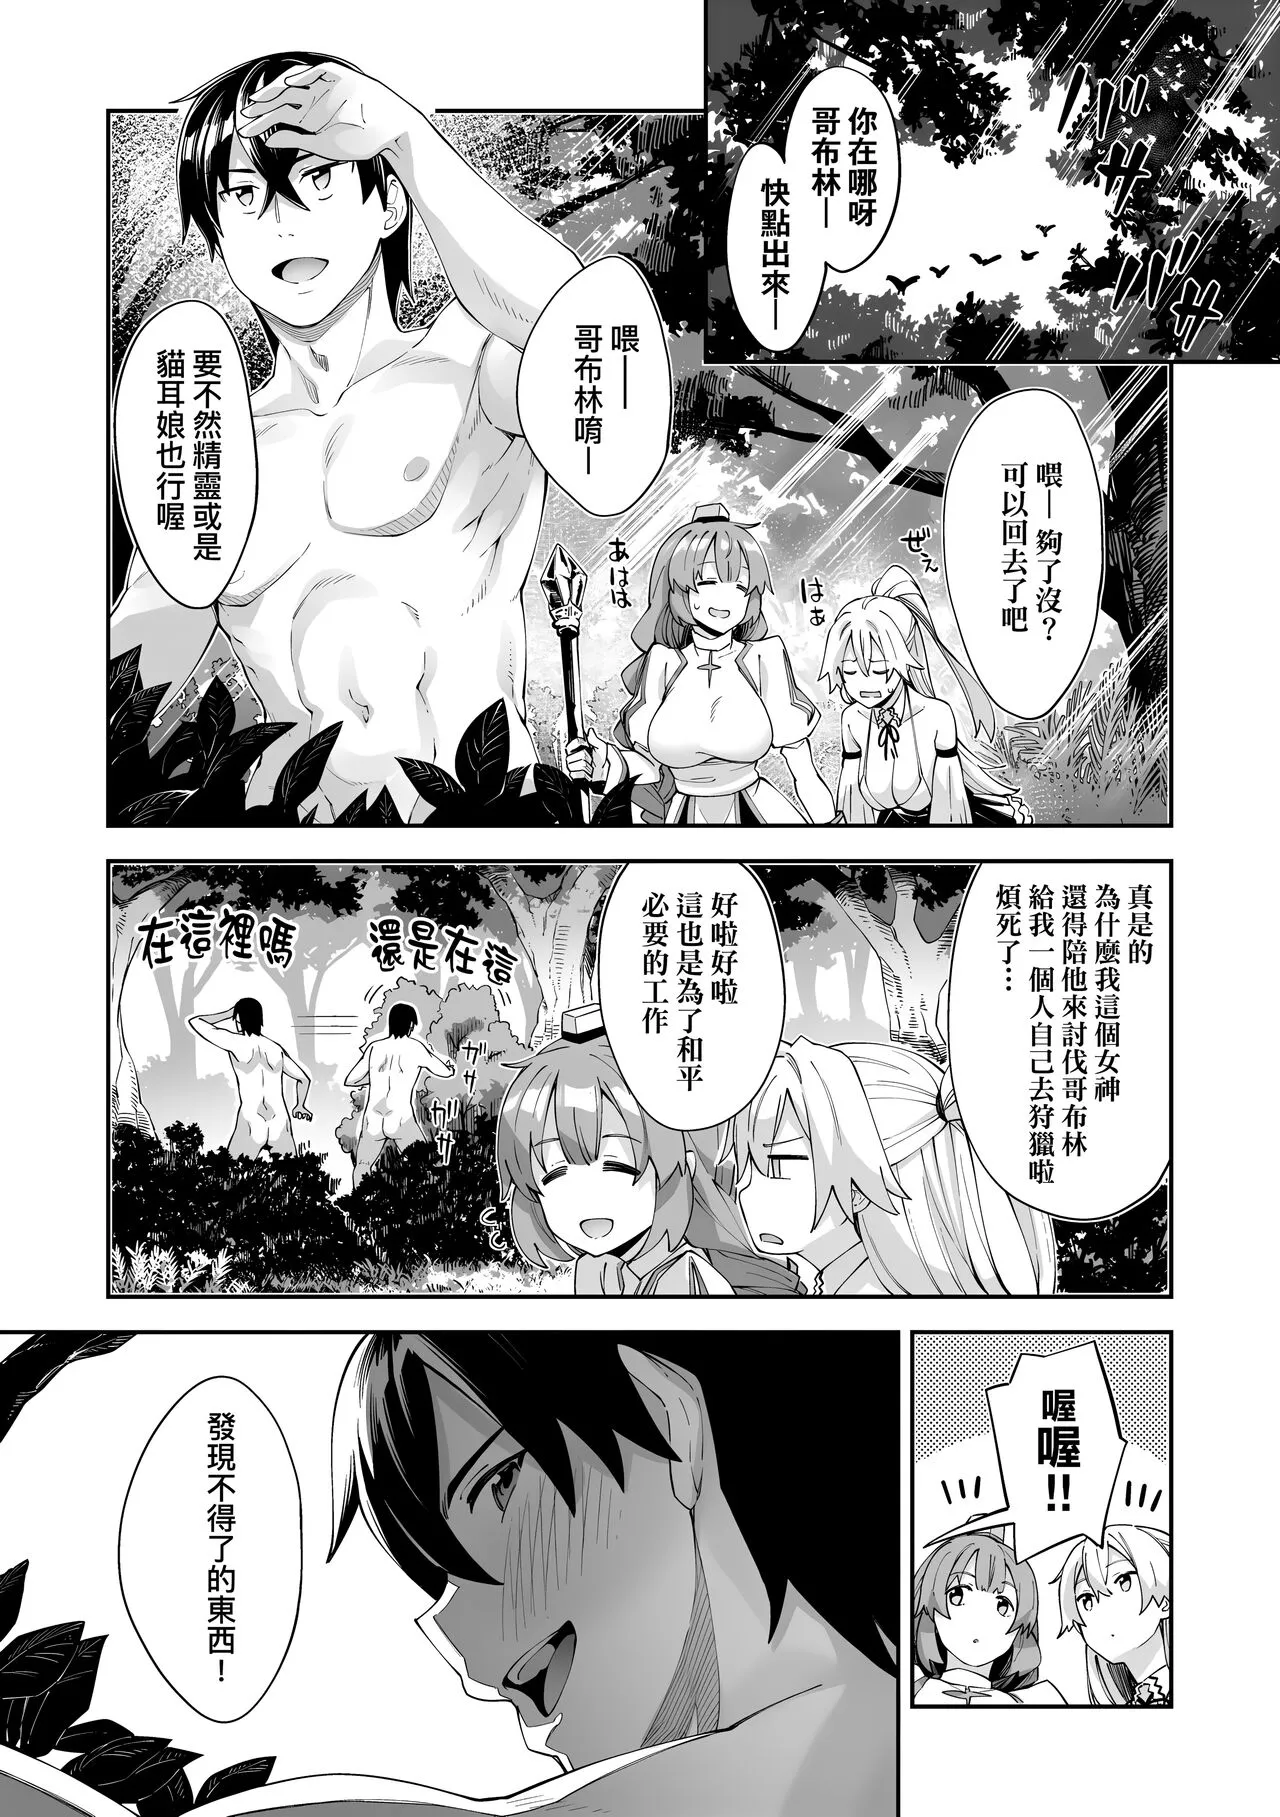 你在哪呀
哥布林─
快點出來─
ガサ
ガサ
喂─
哥布林唷─
要不然精靈或是
貓耳娘也行喔
喂─夠了沒？
可以回去了吧
ぜぇ
はぁ
あはは
真是的
為什麼我這個女神
還得陪他來討伐哥布林
給我一個人自己去狩獵啦
煩死了…
好啦好啦
這也是為了和平
必要的工作
還是在這
在這裡嗎
ガサ
ガサ
喔
喔!!
發現不得了的東西！